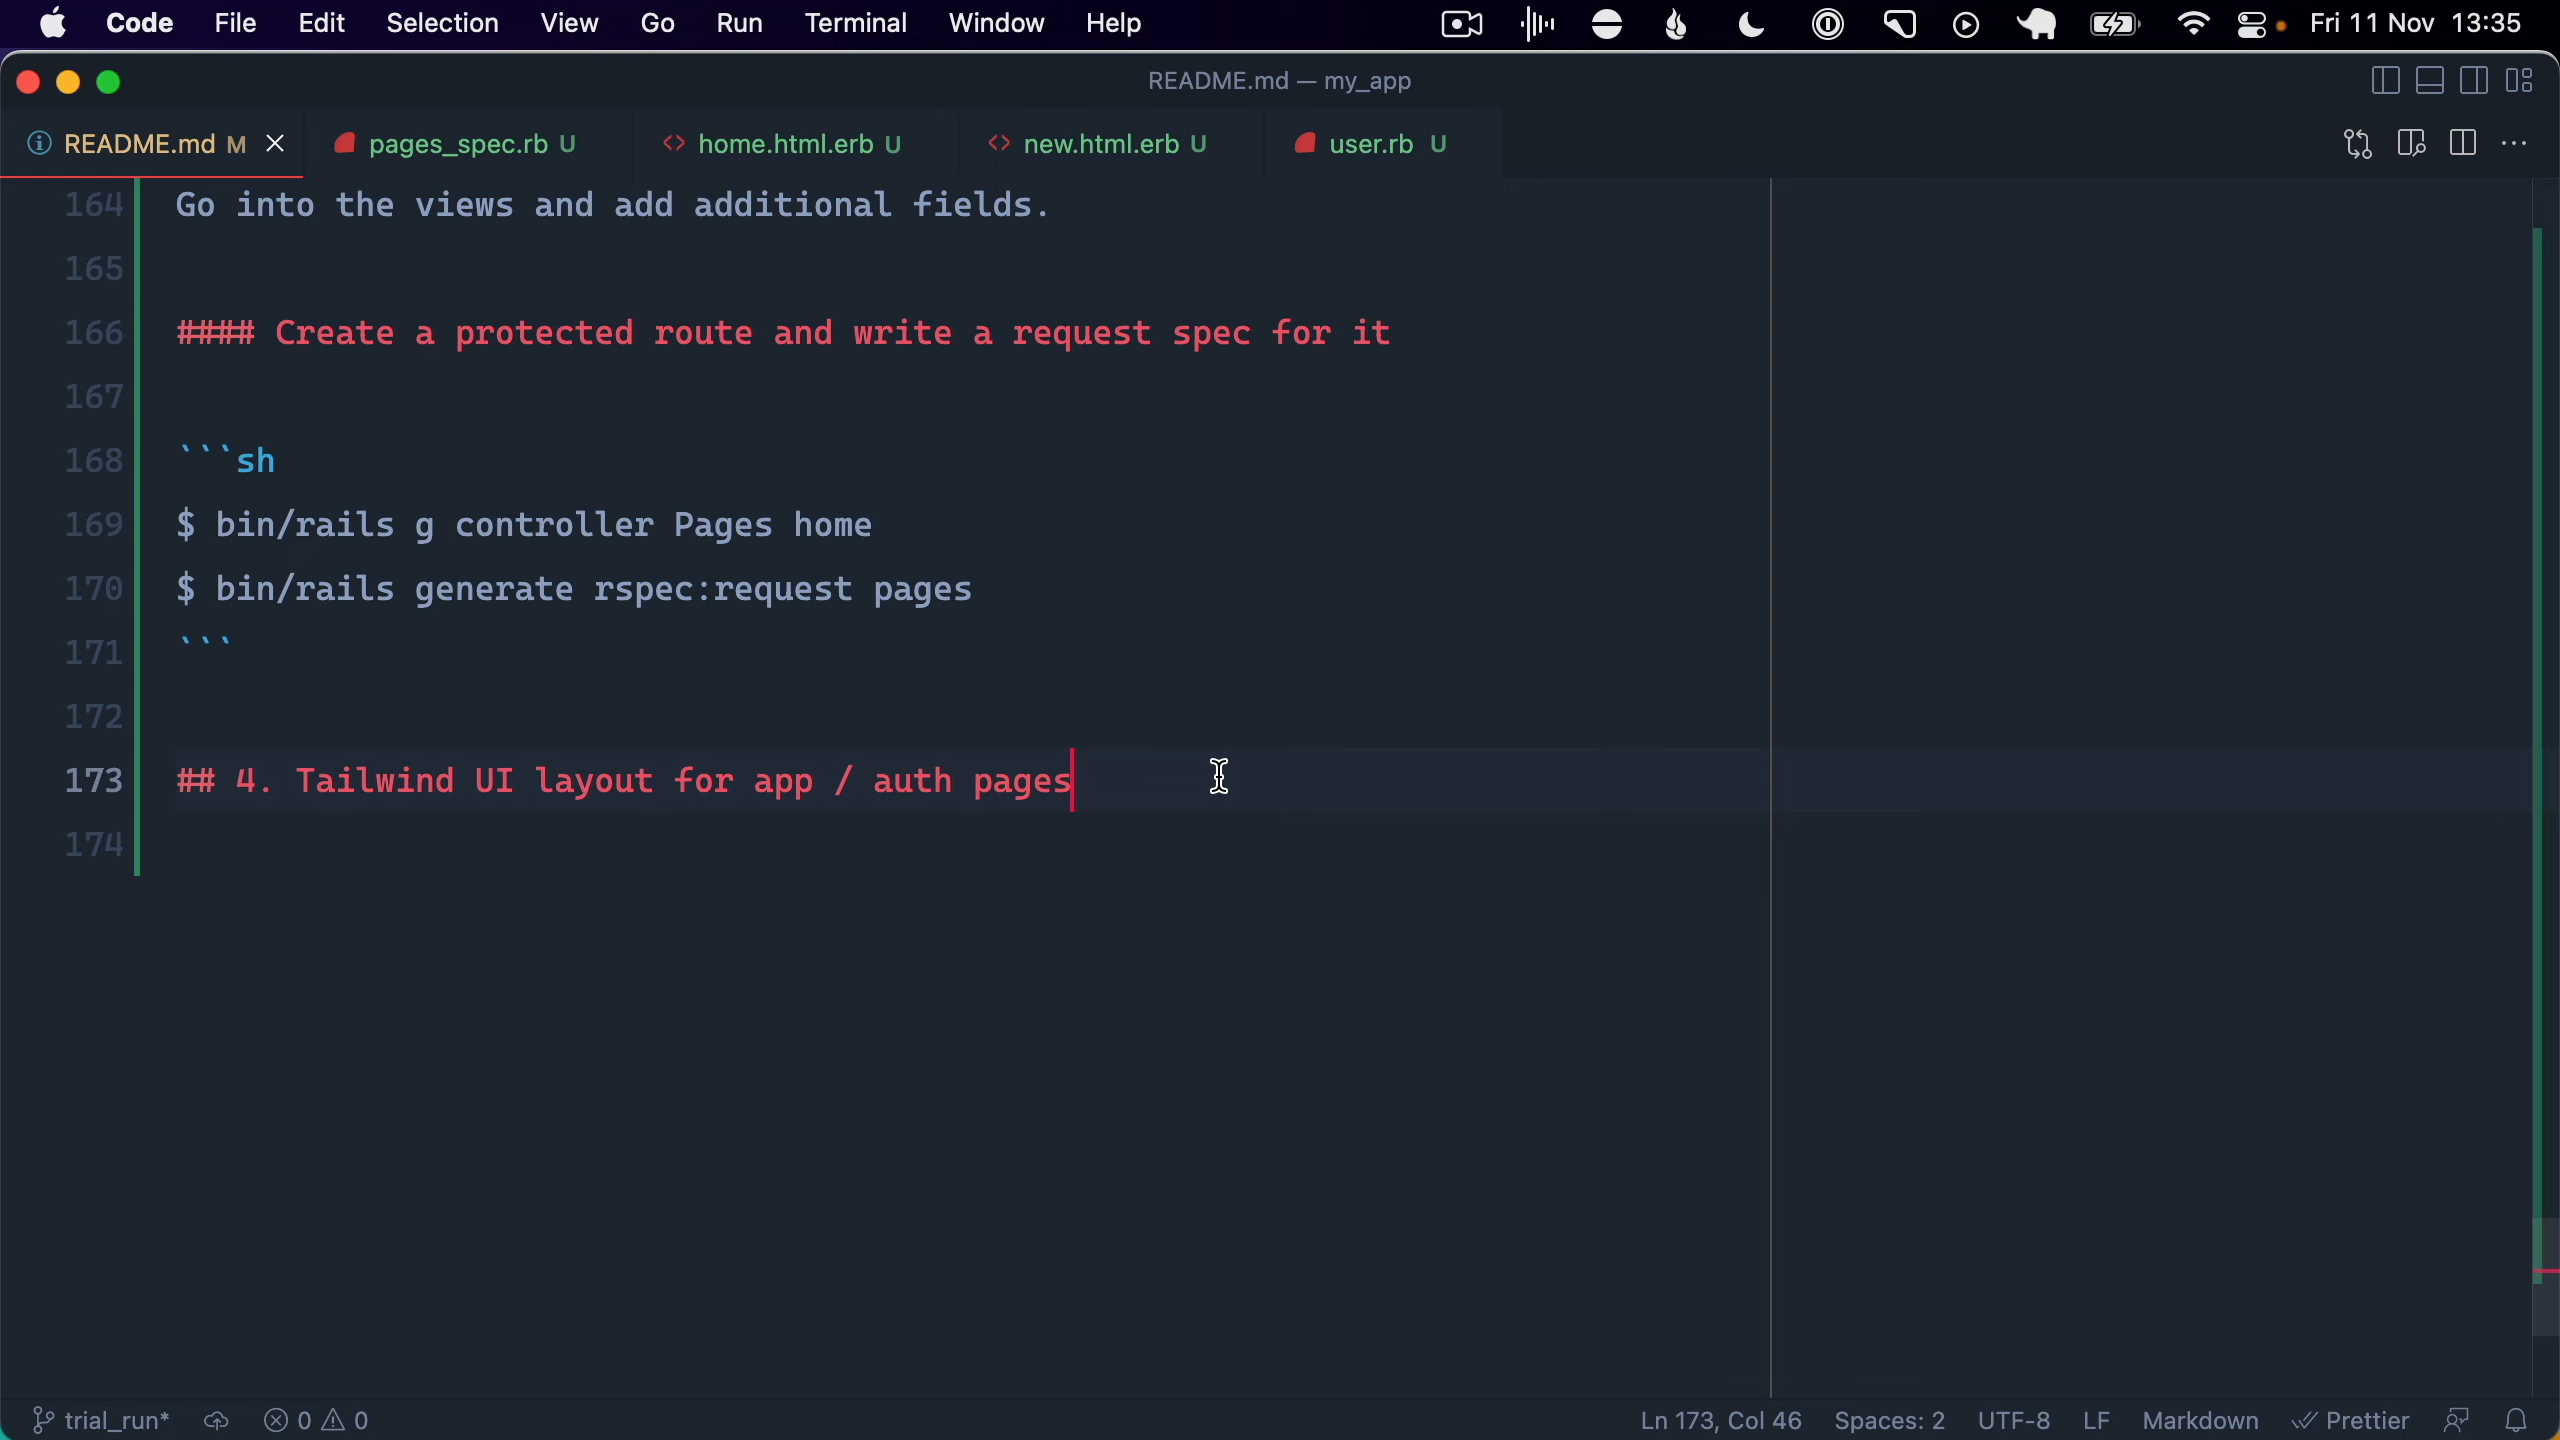 Code File Edit Selection View Go Run Terminal Window Help Fri 11 Nov 13:35
README.md — my_app
README.md M pages_spec.rb U home.html.erb U new.html.erb U user.rb U
164 Go into the views and add additional fields.
165
166 #### Create a protected route and write a request spec for it
167
168 ```sh
169 $ bin/rails g controller Pages home
170 $ bin/rails generate rspec:request pages
171 ```
172
173 ## 4. Tailwind UI layout for app / auth pages
174
trial_run* 0 0 Ln 173, Col 46 Spaces: 2 UTF-8 LF Markdown Prettier